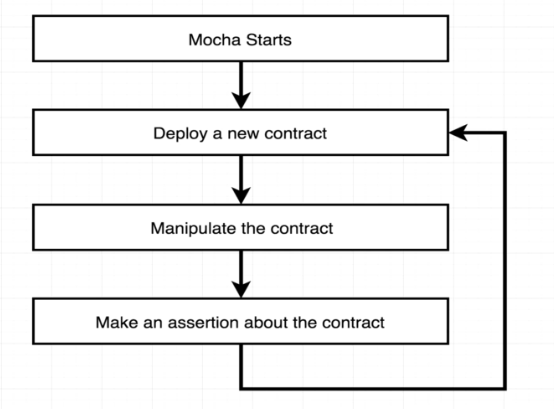 Mocha Starts
Deploy a new contract
Manipulate the contract
Make an assertion about the contract